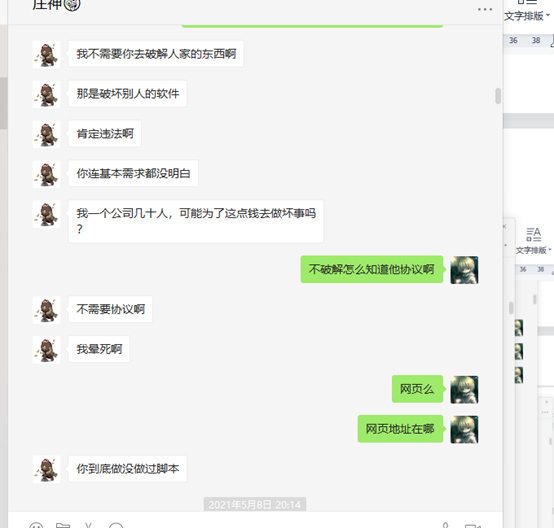 庄神
文字排版
36 38
我不需要你去破解人家的东西啊
那是破坏别人的软件
肯定违法啊
你连基本需求都没明白
我一个公司几十人，可能为了这点钱去做坏事吗
？
文字排版
36 38
不破解怎么知道他协议啊
不需要协议啊
我晕死啊
网页么
网页地址在哪
你到底做没做过脚本
2021年5月8日 20:14